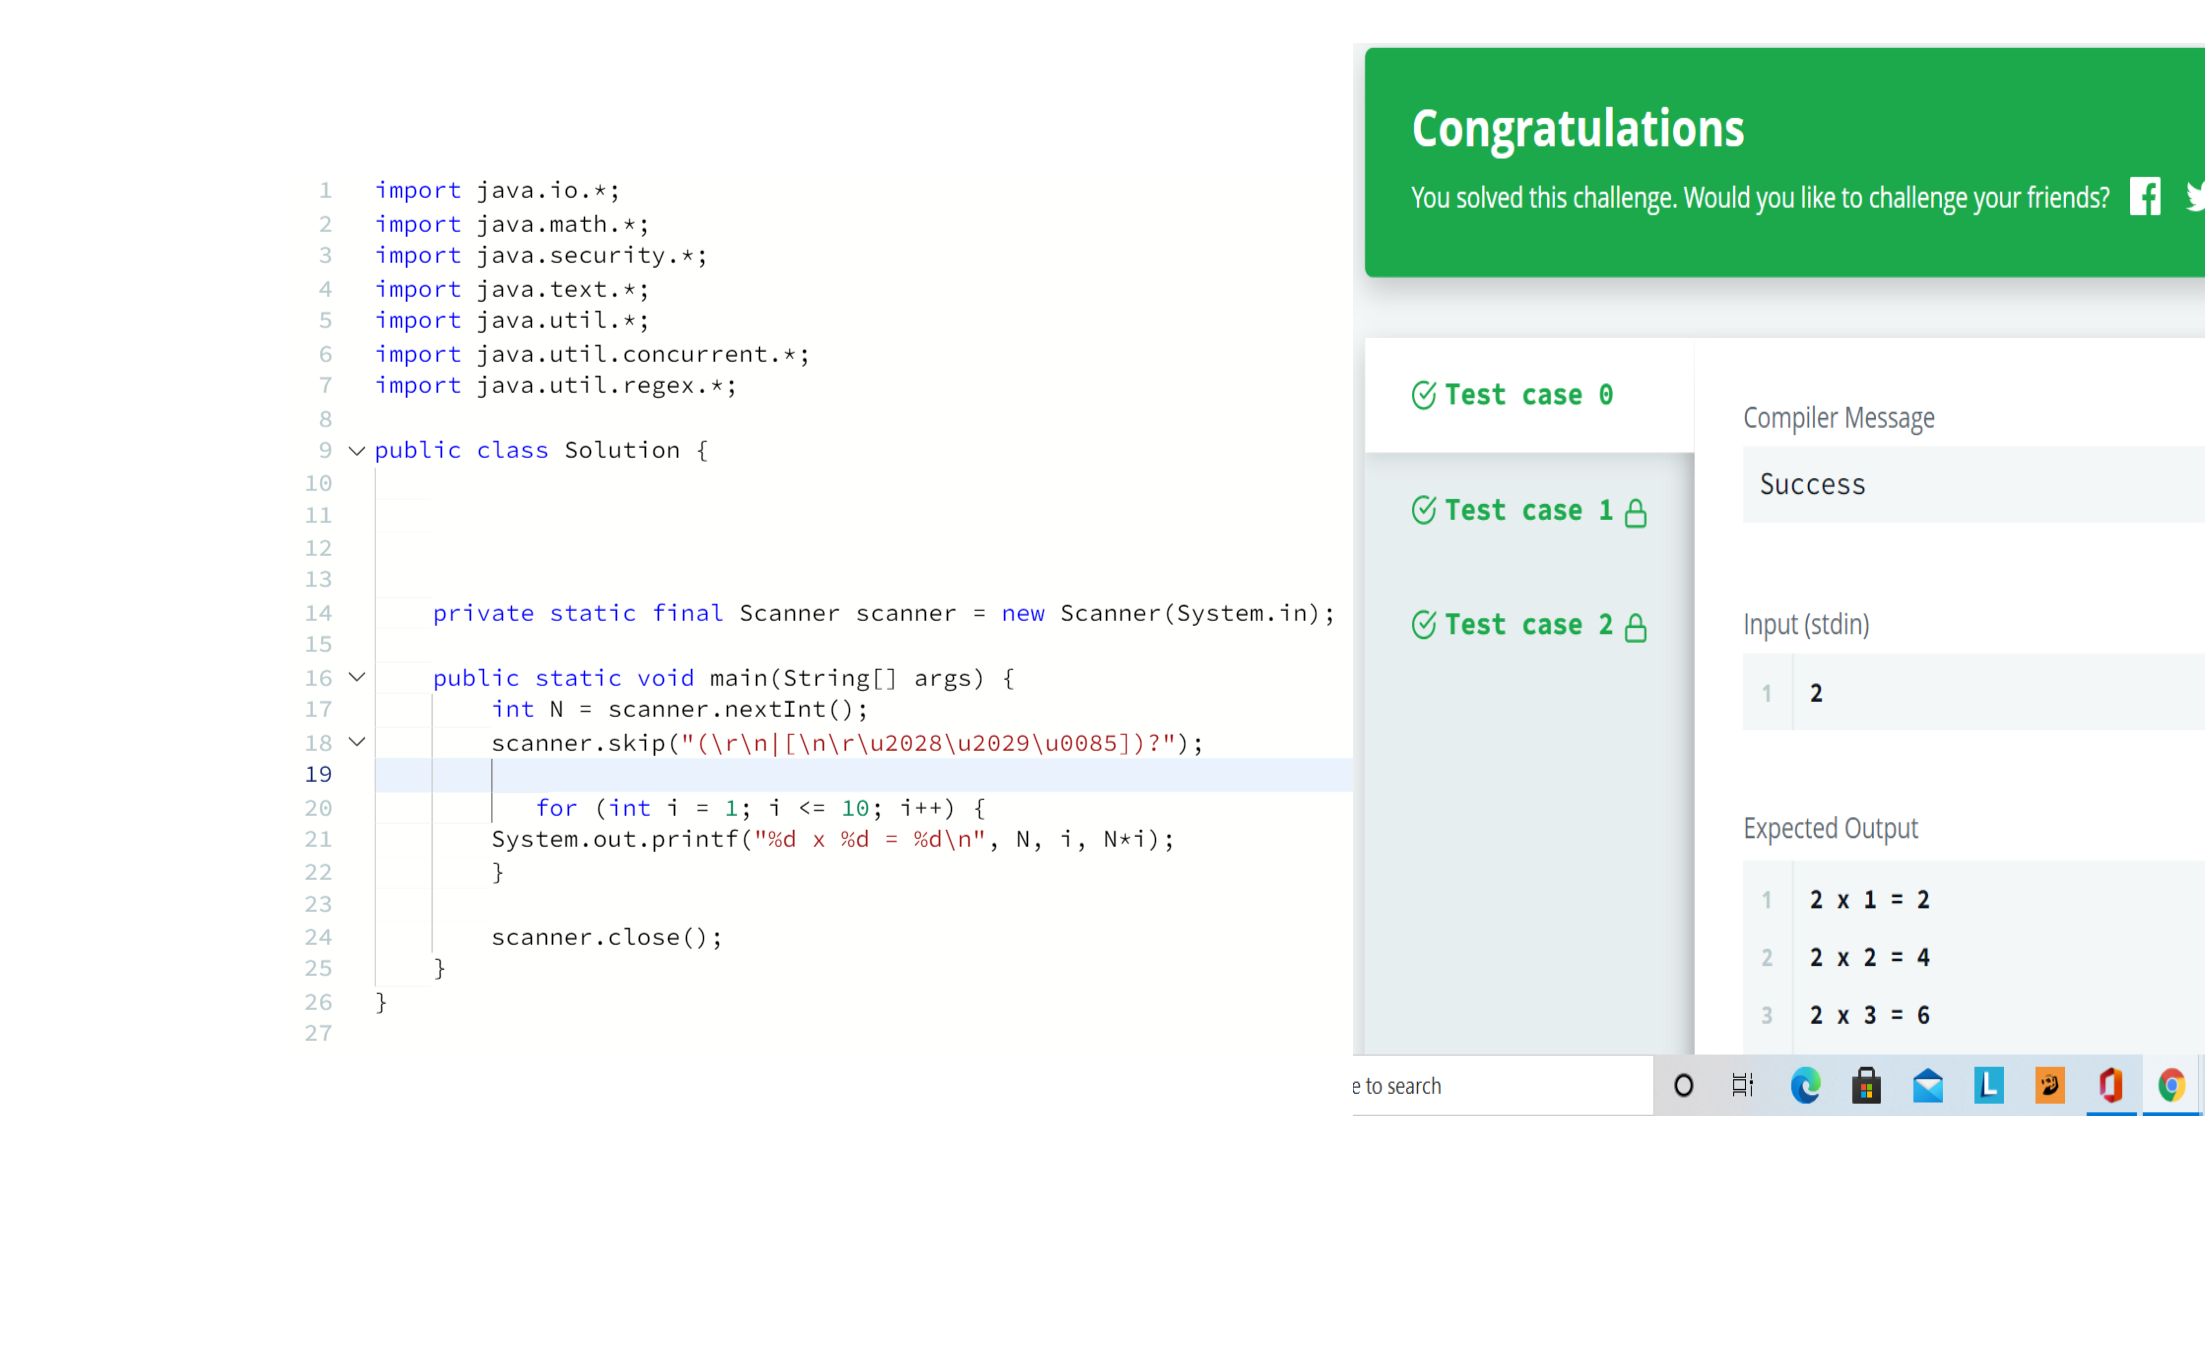 1 import java.io.*;
2 import java.math.*;
3 import java.security.*;
4 import java.text.*;
5 import java.util.*;
6 import java.util.concurrent.*;
7 import java.util.regex.*;
8
9 public class Solution {
10
11
12
13
14 private static final Scanner scanner = new Scanner(System.in);
15
16 public static void main(String[] args) {
17 int N = scanner.nextInt();
18 scanner.skip("(\r\n|[\n\r\u2028\u2029\u0085])?");
19
20 for (int i = 1; i <= 10; i++) {
21 System.out.printf("%d x %d = %d\n", N, i, N*i);
22 }
23
24 scanner.close();
25 }
26 }
27
Congratulations
You solved this challenge. Would you like to challenge your friends?
Test case 0
Test case 1
Test case 2
Compiler Message
Success
Input (stdin)
1 2
Expected Output
1 2 x 1 = 2
2 2 x 2 = 4
3 2 x 3 = 6
e to search